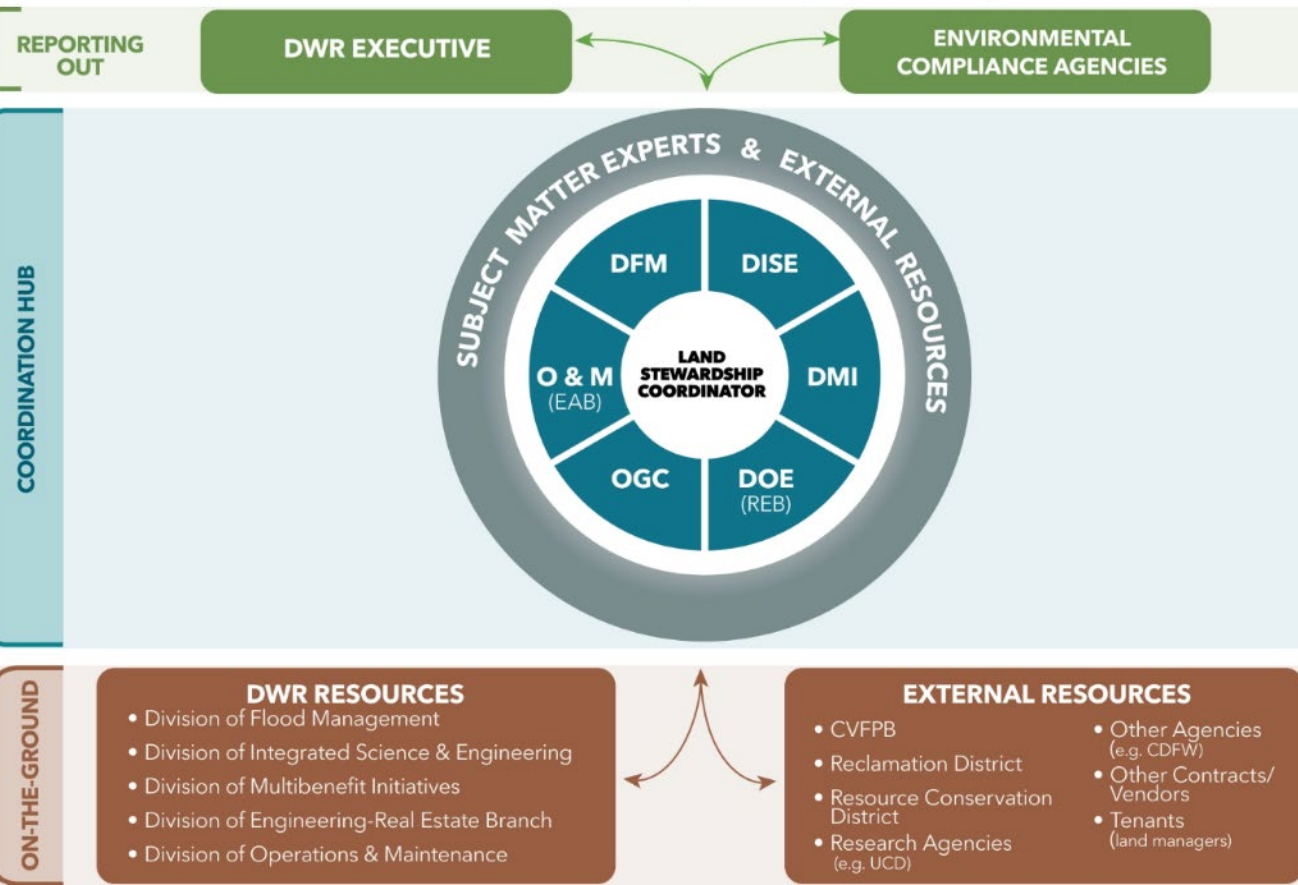 REPORTING
OUT
DWR EXECUTIVE
ENVIRONMENTAL
COMPLIANCE AGENCIES
COORDINATION HUB
SUBJECT MATTER EXPERTS & EXTERNAL RESOURCES
DFM
DISE
O & M
(EAB)
LAND
STEWARDSHIP
COORDINATOR
DMI
OGC
DOE
(REB)
ON-THE-GROUND
DWR RESOURCES
• Division of Flood Management
• Division of Integrated Science & Engineering
• Division of Multibenefit Initiatives
• Division of Engineering-Real Estate Branch
• Division of Operations & Maintenance
EXTERNAL RESOURCES
• CVFPB
• Reclamation District
• Resource Conservation
District
• Research Agencies
(e.g. UCD)
• Other Agencies
(e.g. CDFW)
• Other Contracts/
Vendors
• Tenants
(land managers)